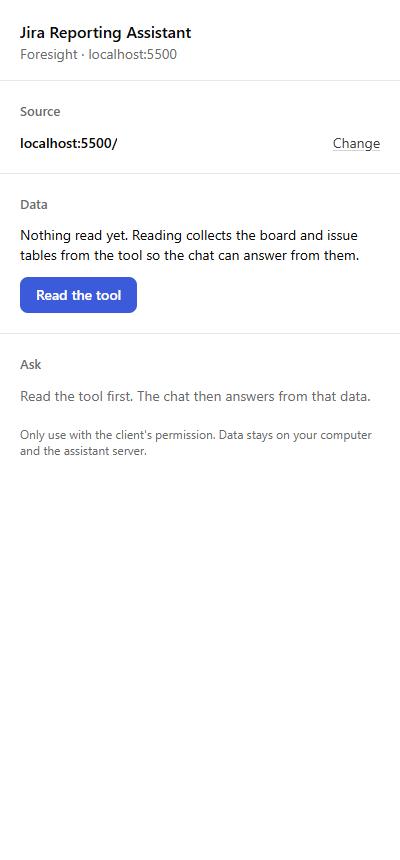 Jira Reporting Assistant
Foresight · localhost:5500
Source
localhost:5500/
Change
Data
Nothing read yet. Reading collects the board and issue
tables from the tool so the chat can answer from them.
Read the tool
Ask
Read the tool first. The chat then answers from that data.
Only use with the client's permission. Data stays on your computer
and the assistant server.